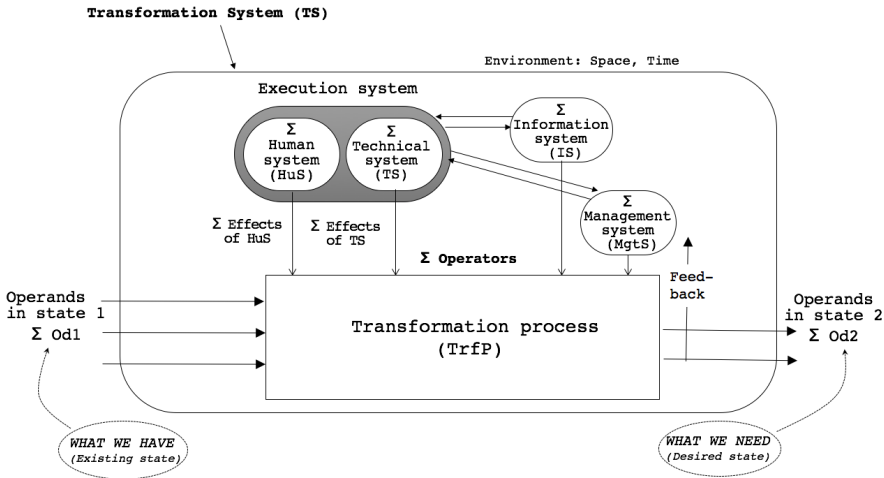 Transformation System (TS)
Environment: Space, Time
Execution system
Σ
Human
system
(HuS)
Σ
Technical
system
(TS)
Σ
Information
system
(IS)
Σ
Management
system
(MgtS)
Σ Effects
of HuS
Σ Effects
of TS
Σ Operators
Feed-
back
Operands
in state 1
Σ Od1
Transformation process
(TrfP)
Operands
in state 2
Σ Od2
WHAT WE HAVE
(Existing state)
WHAT WE NEED
(Desired state)